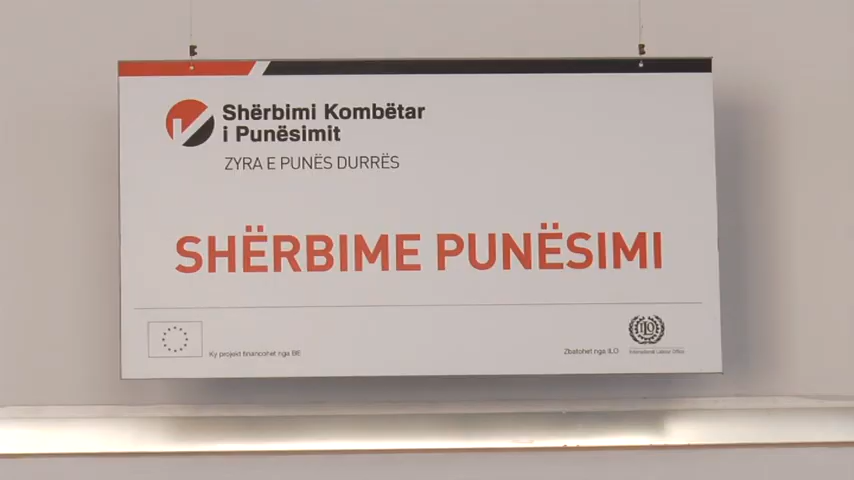 Shërbimi Kombëtar
i Punësimit
ZYRA E PUNËS DURRËS
SHËRBIME PUNËSIMI
Ky projekt financohet nga BE
Zbatohet nga ILO
ILO
International Labour Office